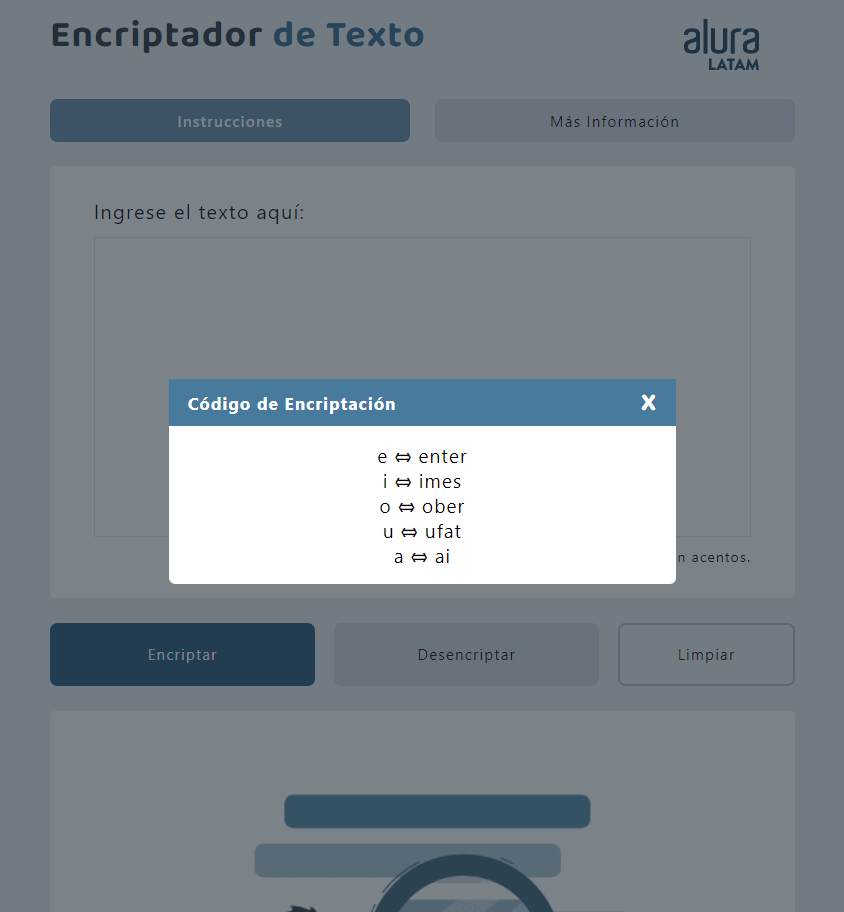 Encriptador de Texto
alura
LATAM
Instrucciones
Más Información
Ingrese el texto aquí:
Código de Encriptación X
e ⇔ enter
i ⇔ imes
o ⇔ ober
u ⇔ ufat
a ⇔ ai
n acentos.
Encriptar
Desencriptar
Limpiar